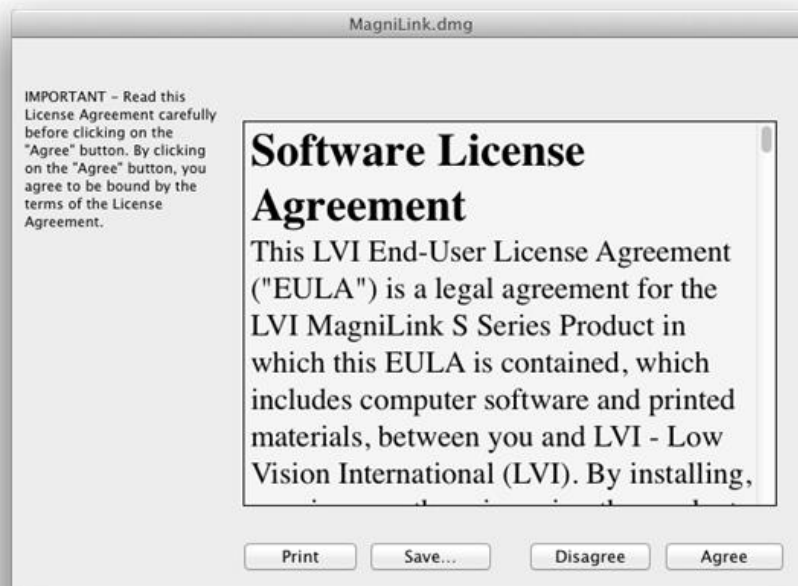 MagniLink.dmg
IMPORTANT – Read this
License Agreement carefully
before clicking on the
"Agree" button. By clicking
on the "Agree" button, you
agree to be bound by the
terms of the License
Agreement.
Software License
Agreement
This LVI End-User License Agreement
("EULA") is a legal agreement for the
LVI MagniLink S Series Product in
which this EULA is contained, which
includes computer software and printed
materials, between you and LVI - Low
Vision International (LVI). By installing,
Print
Save...
Disagree
Agree